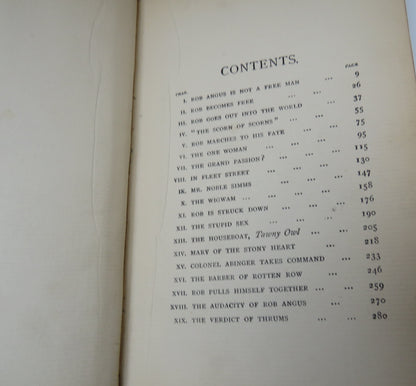 CONTENTS.
CHAP. PAGE
I. ROB ANGUS IS NOT A FREE MAN ... 9
II. ROB BECOMES FREE ... ... ... 26
III. ROB GOES OUT INTO THE WORLD ... 37
IV. "THE SCORN OF SCORNS" ... ... 55
V. ROB MARCHES TO HIS FATE ... ... 75
VI. THE ONE WOMAN ... ... ... 95
VII. THE GRAND PASSION? ... ... ... 115
VIII. IN FLEET STREET ... ... ... 130
IX. MR. NOBLE SIMMS ... ... ... 147
X. THE WIGWAM ... ... ... ... 158
XI. ROB IS STRUCK DOWN ... ... ... 176
XII. THE STUPID SEX ... ... ... 190
XIII. THE HOUSEBOAT, Tawny Owl ... ... 205
XIV. MARY OF THE STONY HEART ... ... 218
XV. COLONEL ABINGER TAKES COMMAND ... 233
XVI. THE BARBER OF ROTTEN ROW ... ... 246
XVII. ROB PULLS HIMSELF TOGETHER ... ... 259
XVIII. THE AUDACITY OF ROB ANGUS ... ... 270
XIX. THE VERDICT OF THRUMS ... ... 280